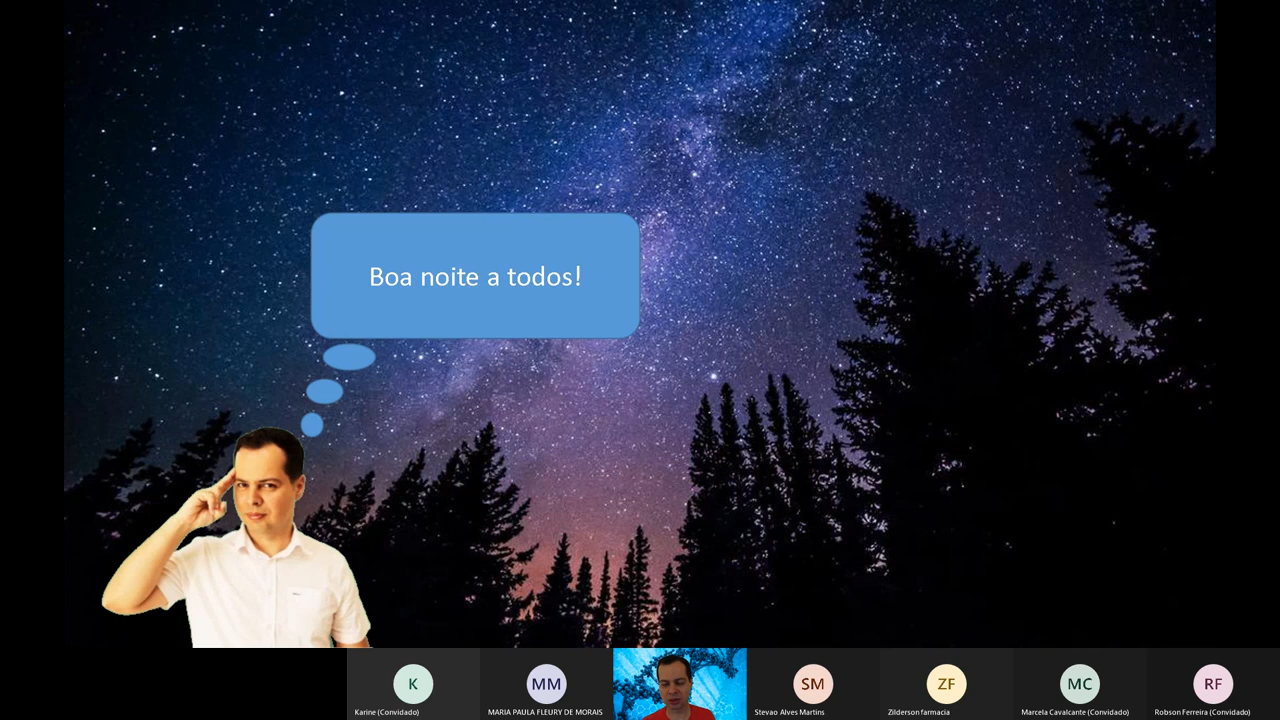 Boa noite a todos!
K
MM
SM
ZF
MC
RF
Karine (Convidado)
MARIA PAULA FLEURY DE MORAIS
Stevao Alves Martins
Zilderson farmacia
Marcela Cavalcante (Convidado)
Robson Ferreira (Convidado)